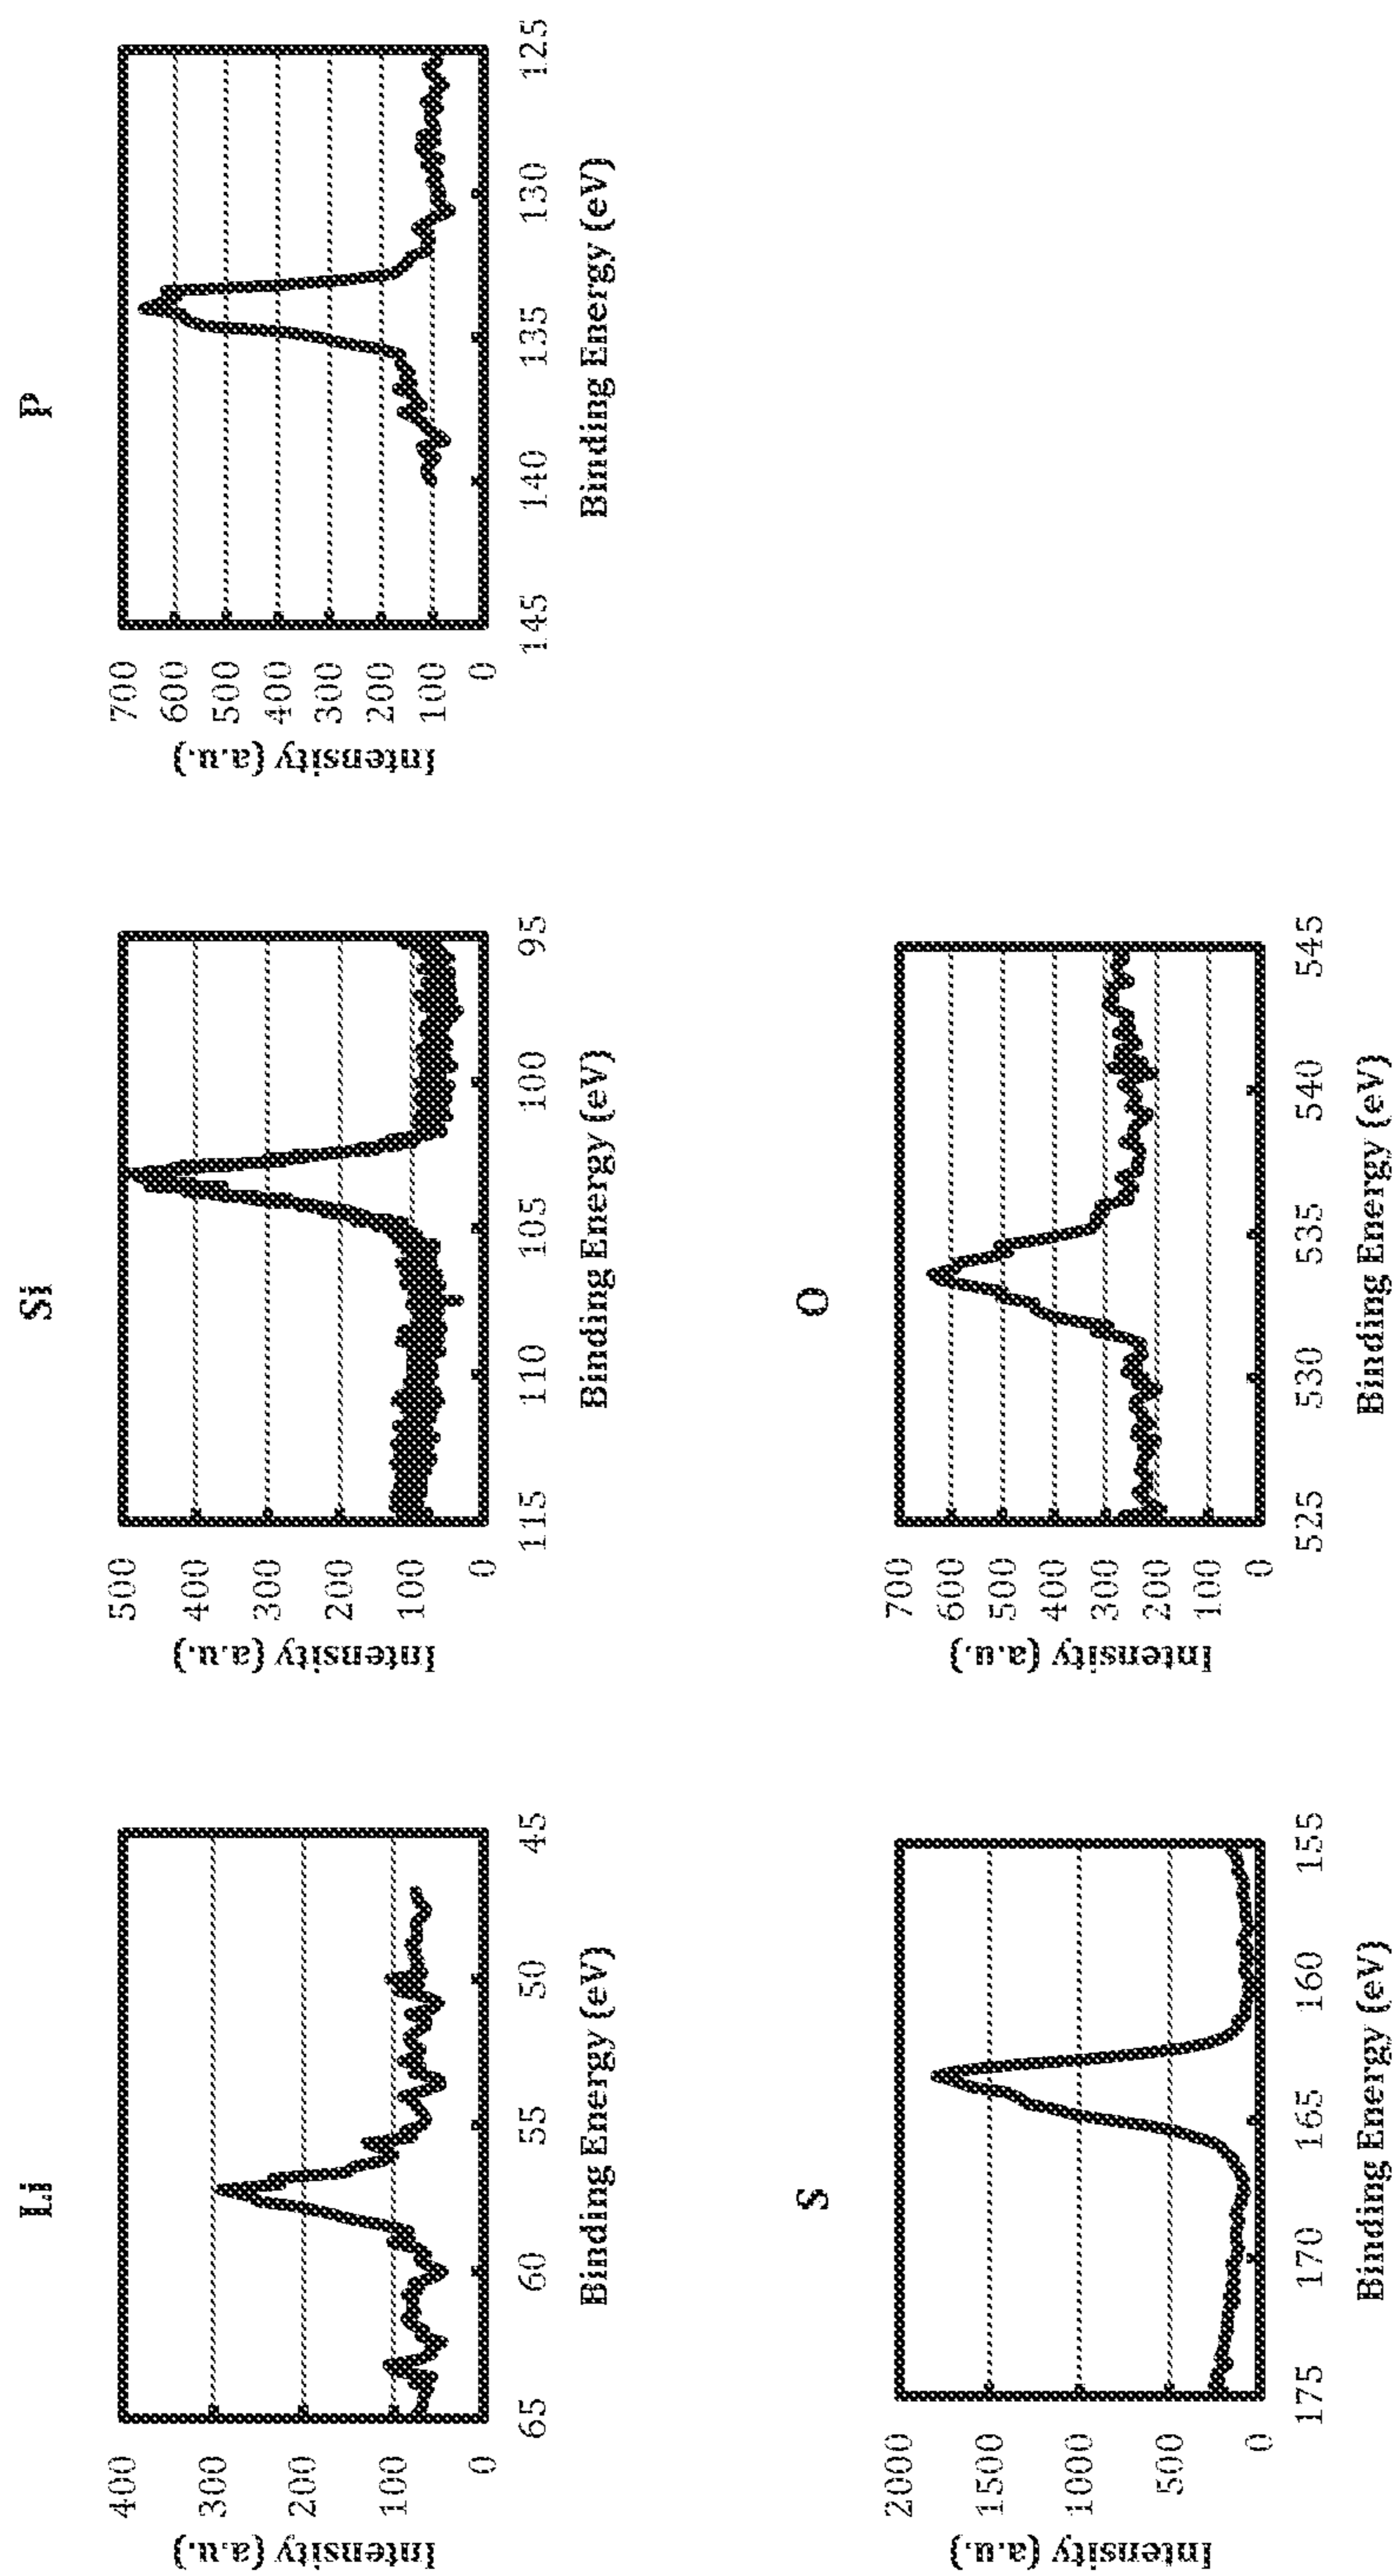 Li
Intensity (a.u.)
400
300
200
100
0
65 60 55 50 45
Binding Energy (eV)
Si
Intensity (a.u.)
500
400
300
200
100
0
115 110 105 100 95
Binding Energy (eV)
P
Intensity (a.u.)
700
600
500
400
300
200
100
0
145 140 135 130 125
Binding Energy (eV)
S
Intensity (a.u.)
2000
1500
1000
500
0
175 170 165 160 155
Binding Energy (eV)
O
Intensity (a.u.)
700
600
500
400
300
200
100
0
525 530 535 540 545
Binding Energy (eV)